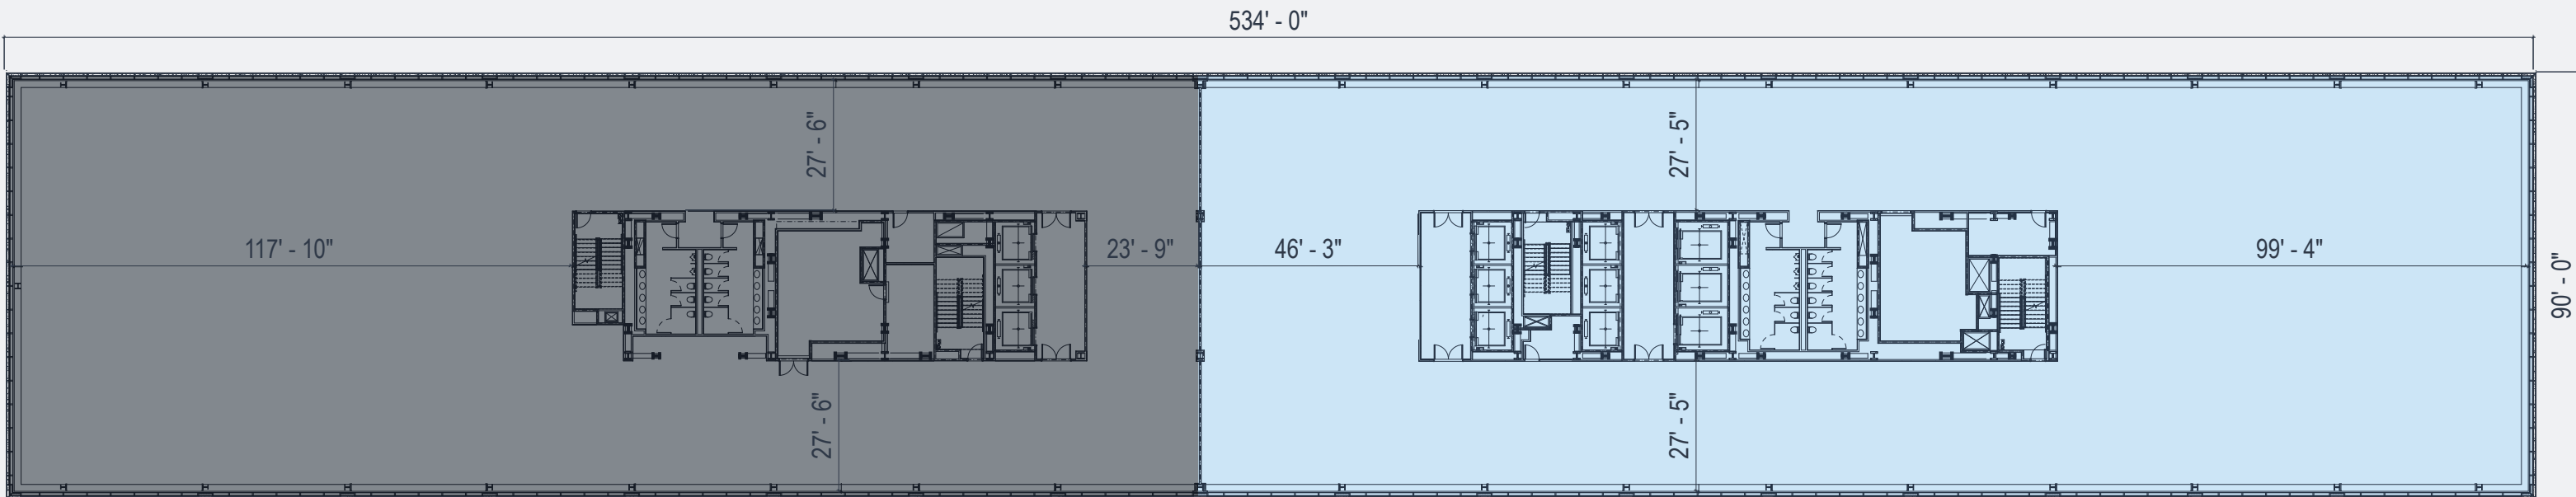 534' - 0"
27' - 6"
27' - 5"
117' - 10"
23' - 9"
46' - 3"
99' - 4"
90' - 0"
27' - 6"
27' - 5"